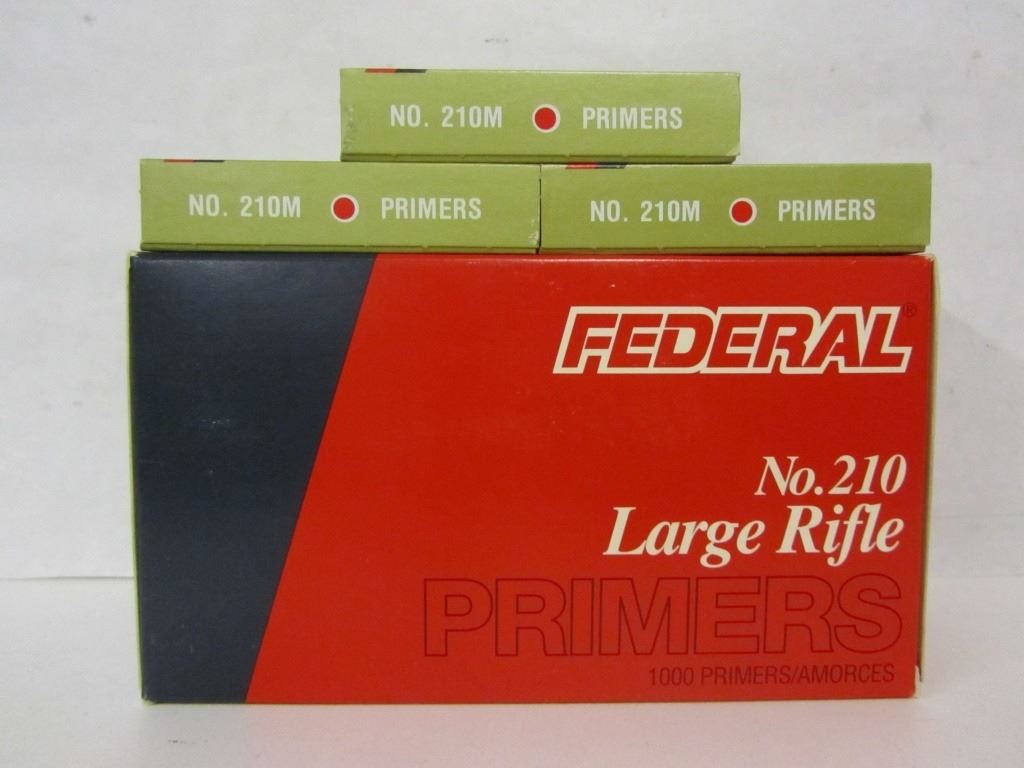 NO. 210M PRIMERS
NO. 210M PRIMERS
NO. 210M PRIMERS
FEDERAL®
No.210
Large Rifle
PRIMERS
1000 PRIMERS/AMORCES